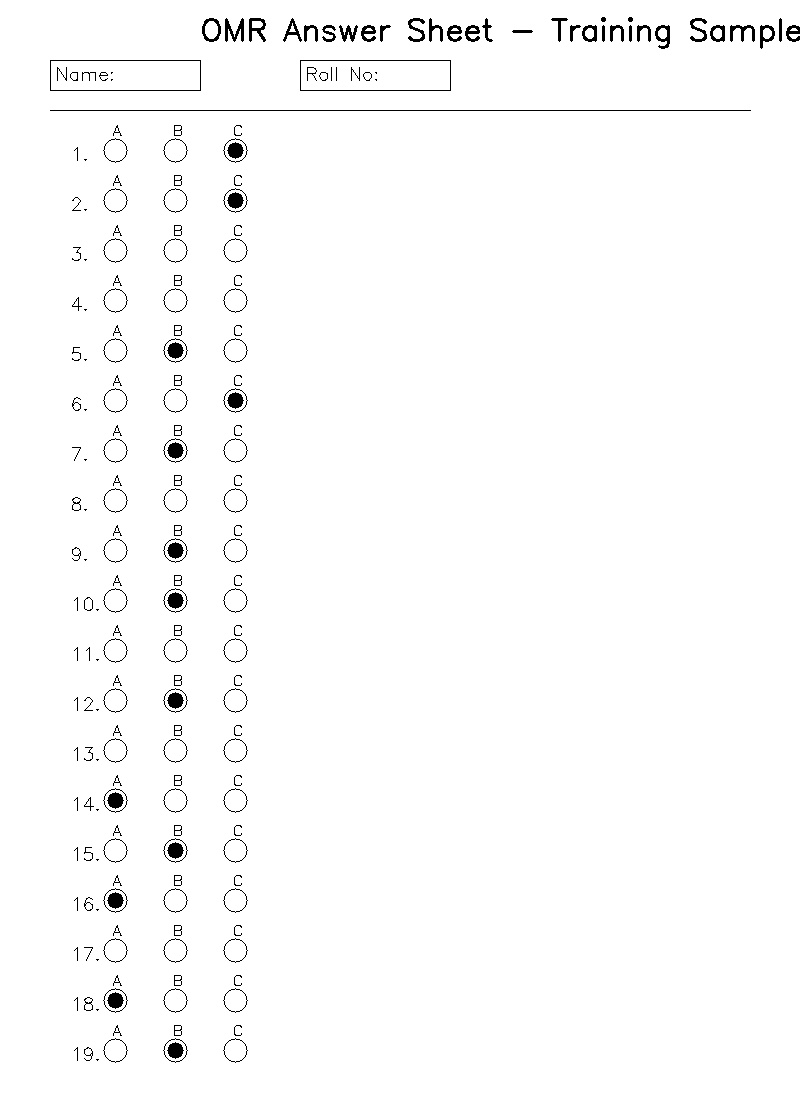 OMR Answer Sheet - Training Sample
Name: Roll No:
A B C
1.
A B C
2.
A B C
3.
A B C
4.
A B C
5.
A B C
6.
A B C
7.
A B C
8.
A B C
9.
A B C
10.
A B C
11.
A B C
12.
A B C
13.
A B C
14.
A B C
15.
A B C
16.
A B C
17.
A B C
18.
A B C
19.